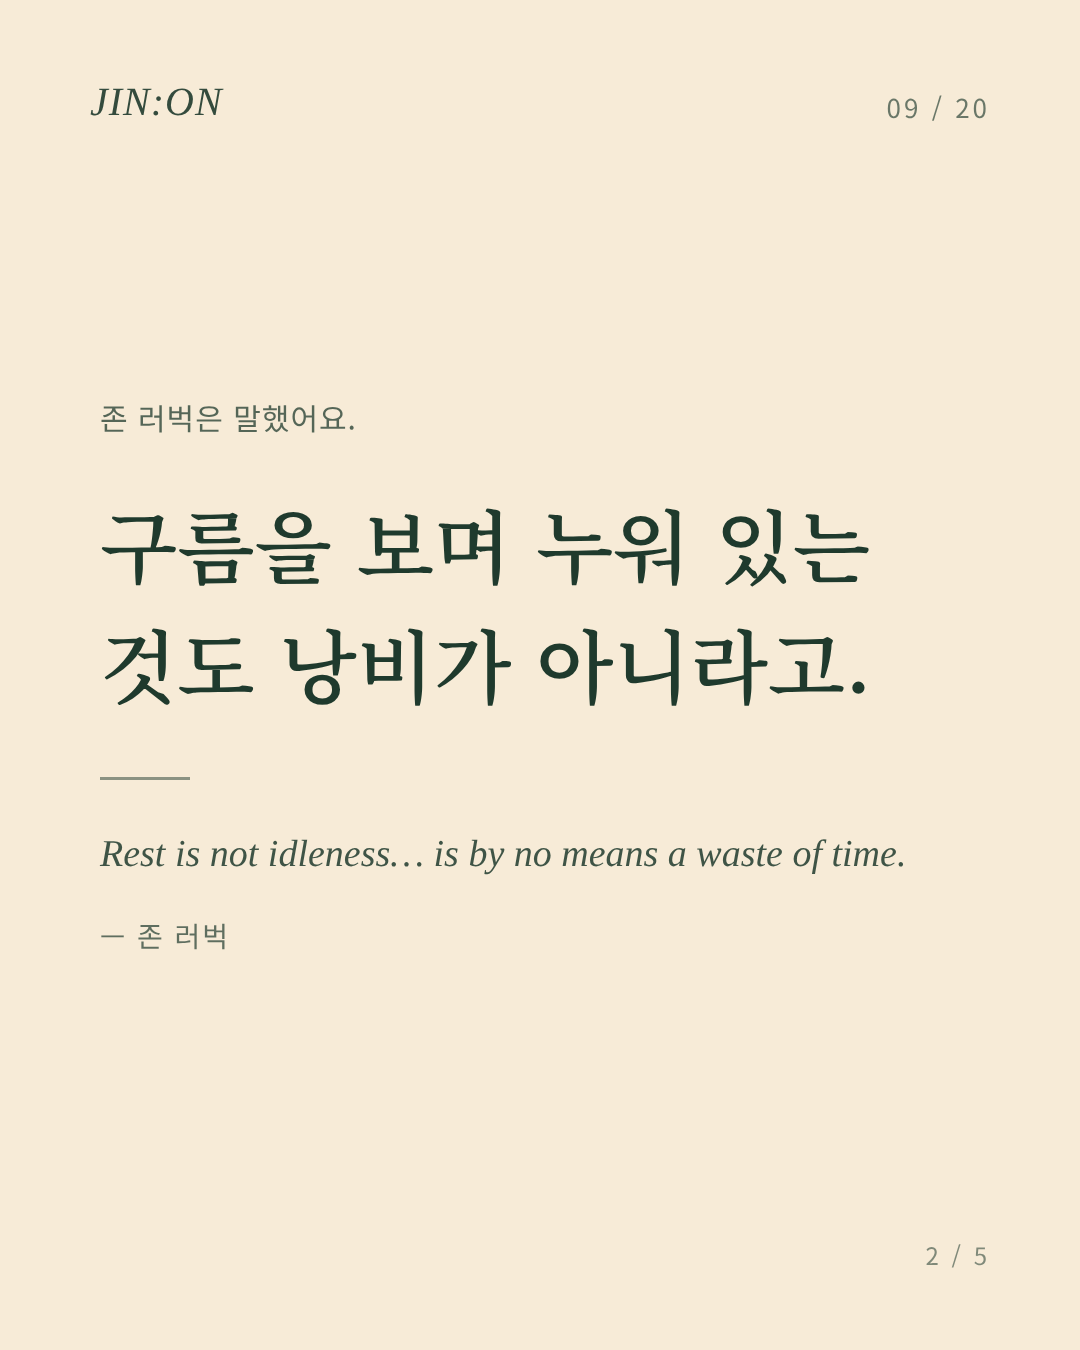 JIN:ON
09 / 20
존 러벅은 말했어요.
구름을 보며 누워 있는
것도 낭비가 아니라고.
Rest is not idleness… is by no means a waste of time.
— 존 러벅
2 / 5